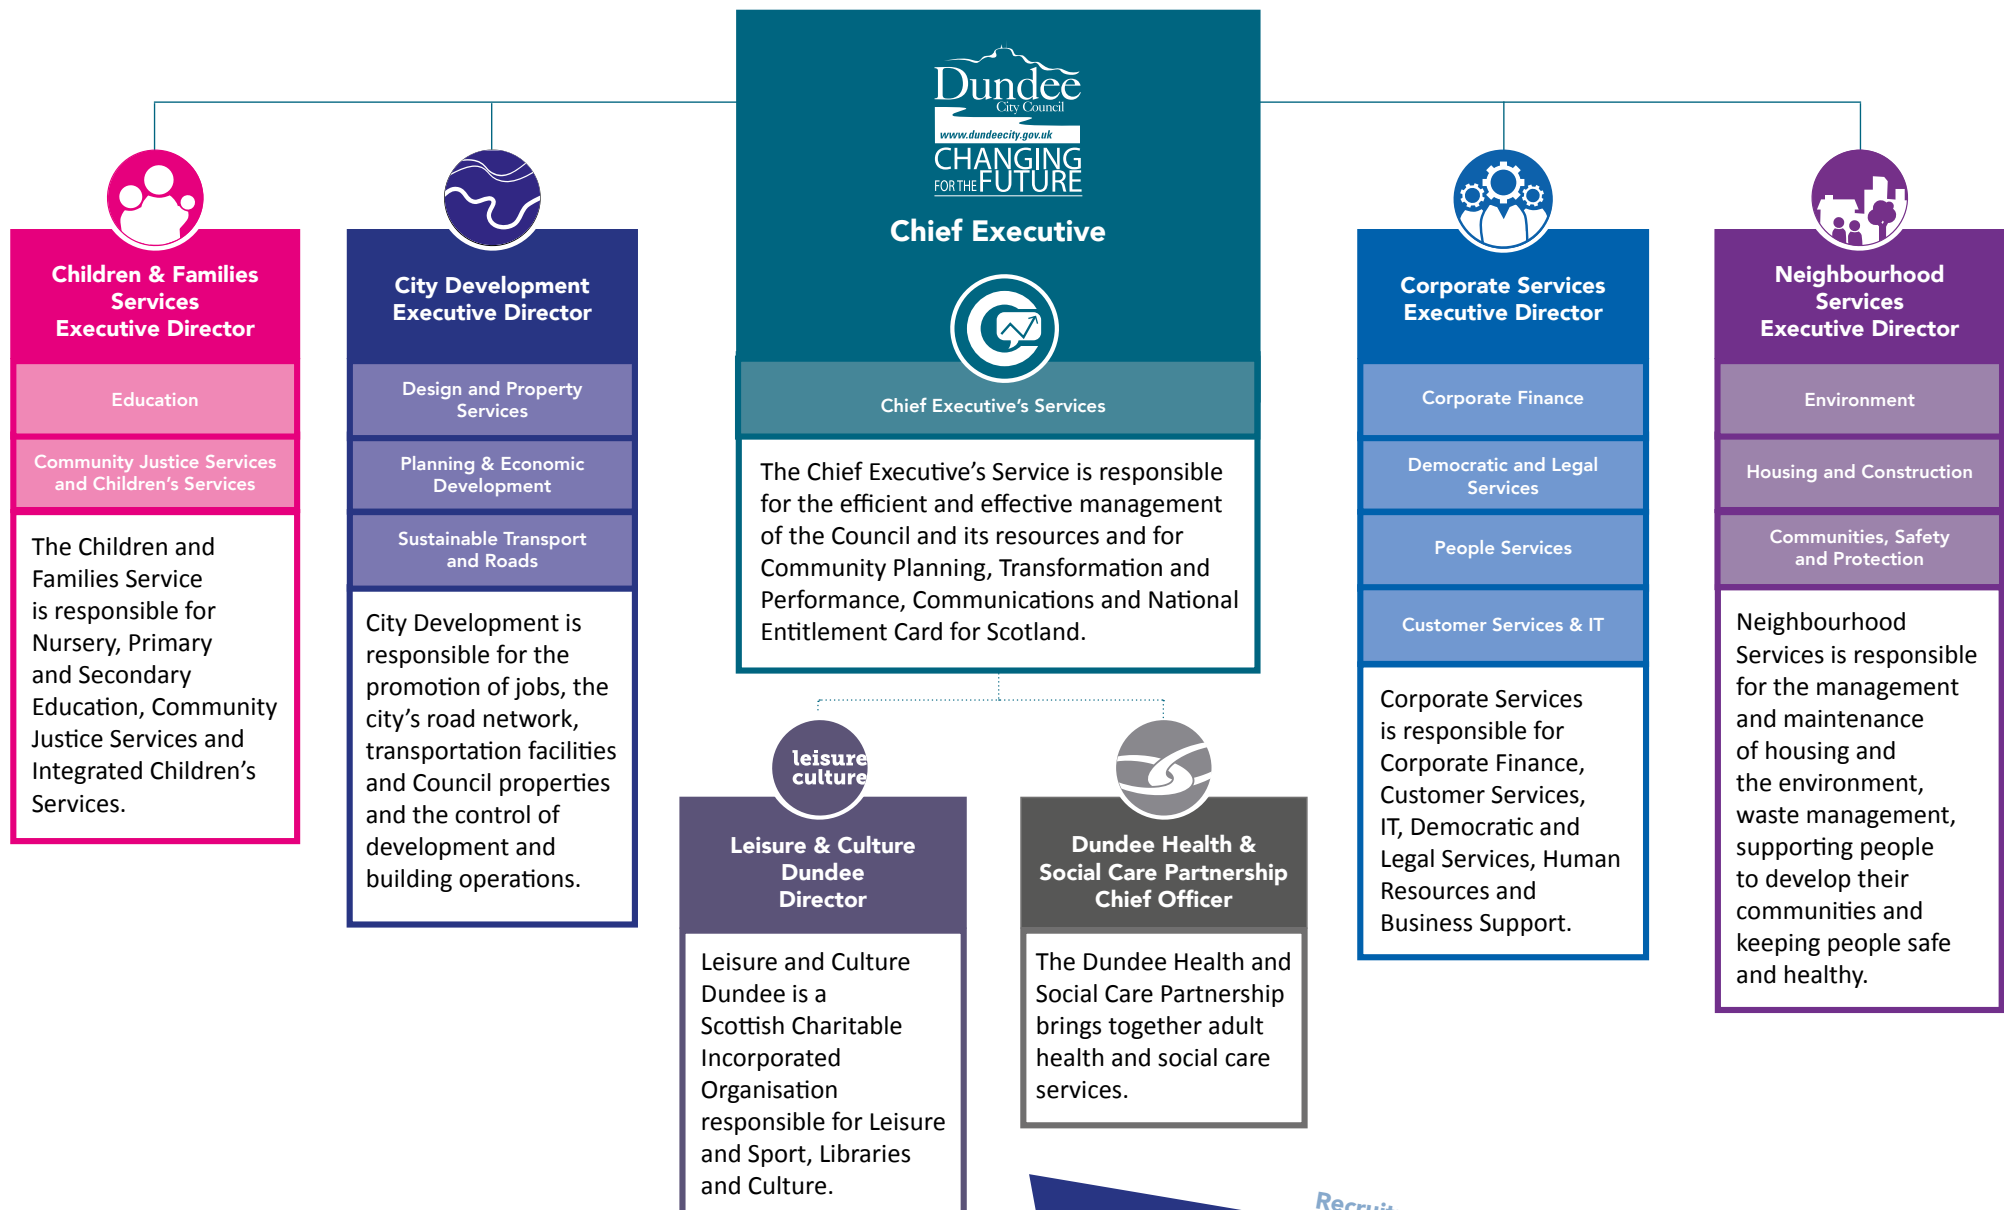 Dundee
City Council
www.dundeecity.gov.uk
CHANGING
FOR THE FUTURE
Chief Executive
Chief Executive's Services
The Chief Executive's Service is responsible
for the efficient and effective management
of the Council and its resources and for
Community Planning, Transformation and
Performance, Communications and National
Entitlement Card for Scotland.
Children & Families
Services
Executive Director
Education
Community Justice Services
and Children's Services
The Children and
Families Service
is responsible for
Nursery, Primary
and Secondary
Education, Community
Justice Services and
Integrated Children's
Services.
City Development
Executive Director
Design and Property
Services
Planning & Economic
Development
Sustainable Transport
and Roads
City Development is
responsible for the
promotion of jobs, the
city's road network,
transportation facilities
and Council properties
and the control of
development and
building operations.
Corporate Services
Executive Director
Corporate Finance
Democratic and Legal
Services
People Services
Customer Services & IT
Corporate Services
is responsible for
Corporate Finance,
Customer Services,
IT, Democratic and
Legal Services, Human
Resources and
Business Support.
Neighbourhood
Services
Executive Director
Environment
Housing and Construction
Communities, Safety
and Protection
Neighbourhood
Services is responsible
for the management
and maintenance
of housing and
the environment,
waste management,
supporting people
to develop their
communities and
keeping people safe
and healthy.
leisure
culture
Leisure & Culture
Dundee
Director
Leisure and Culture
Dundee is a
Scottish Charitable
Incorporated
Organisation
responsible for Leisure
and Sport, Libraries
and Culture.
Dundee Health &
Social Care Partnership
Chief Officer
The Dundee Health and
Social Care Partnership
brings together adult
health and social care
services.